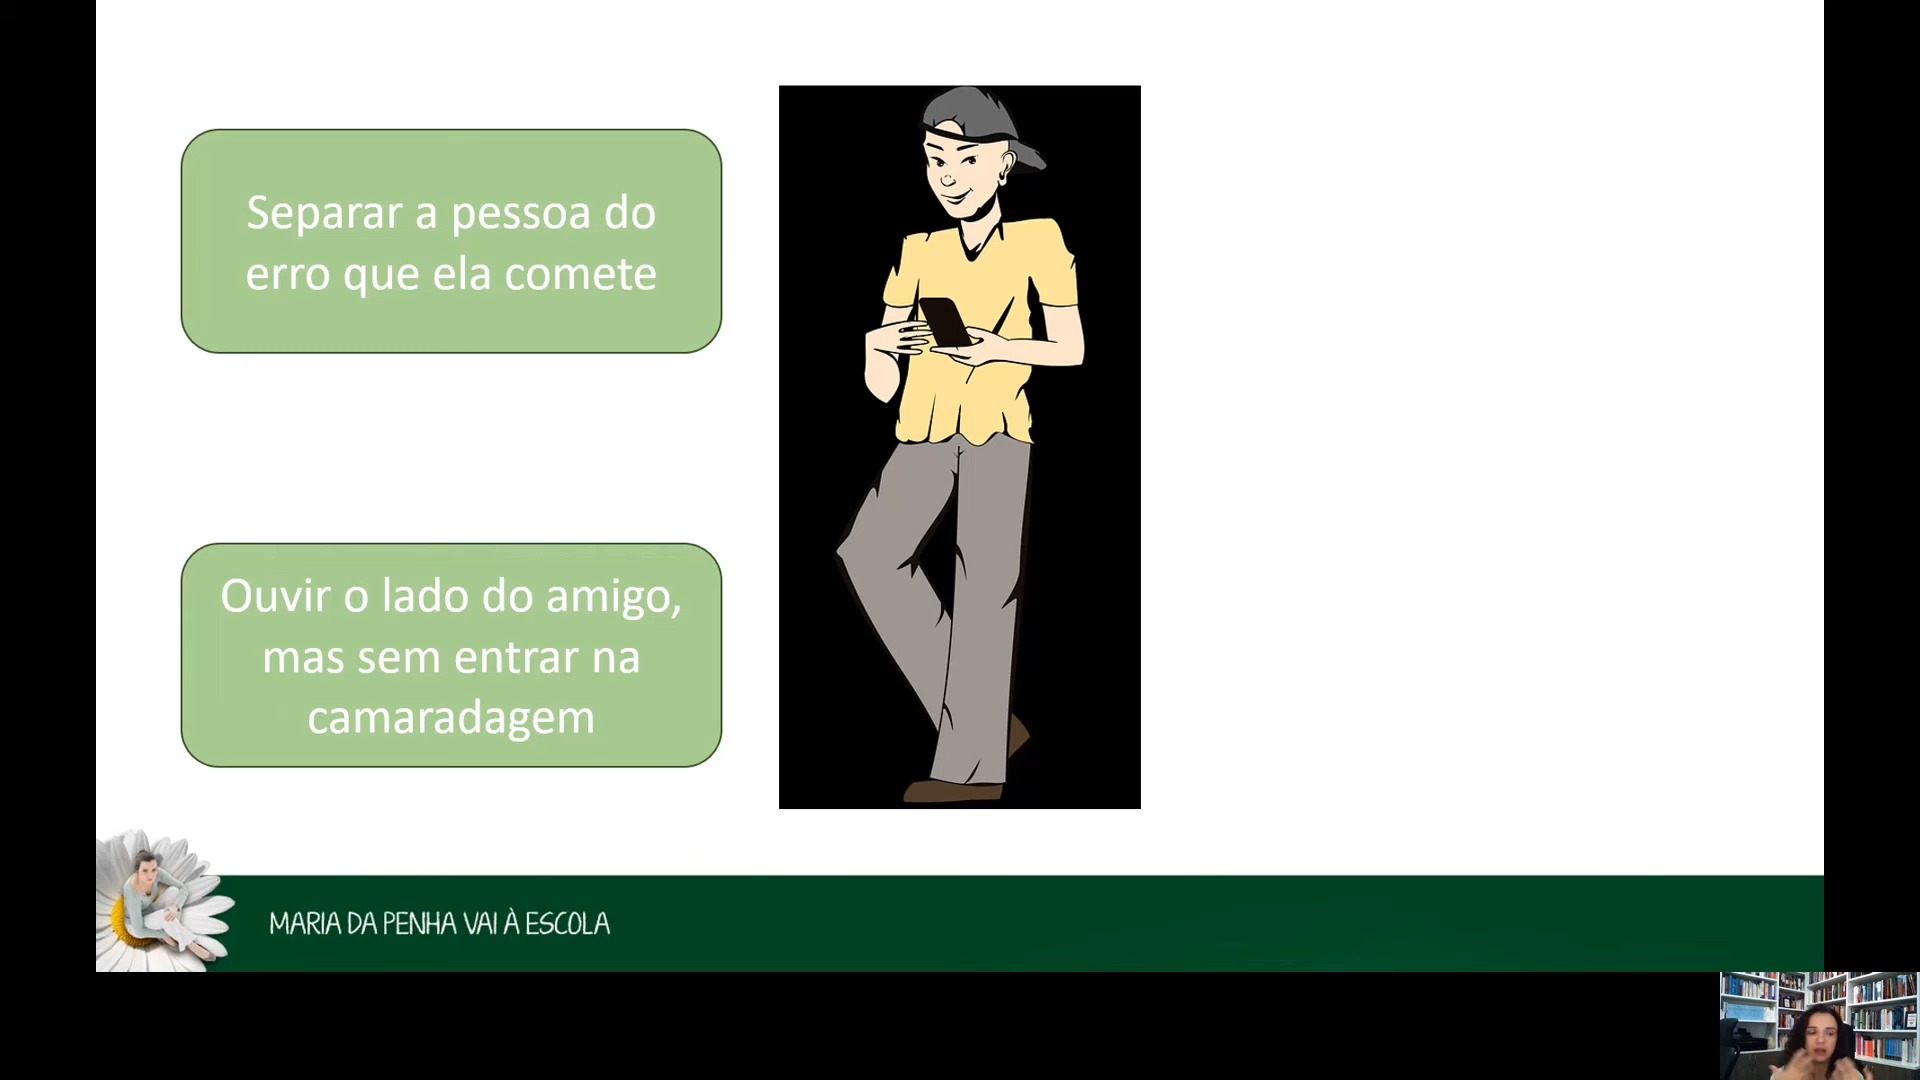 Separar a pessoa do
erro que ela comete
Ouvir o lado do amigo,
mas sem entrar na
camaradagem
MARIA DA PENHA VAI À ESCOLA